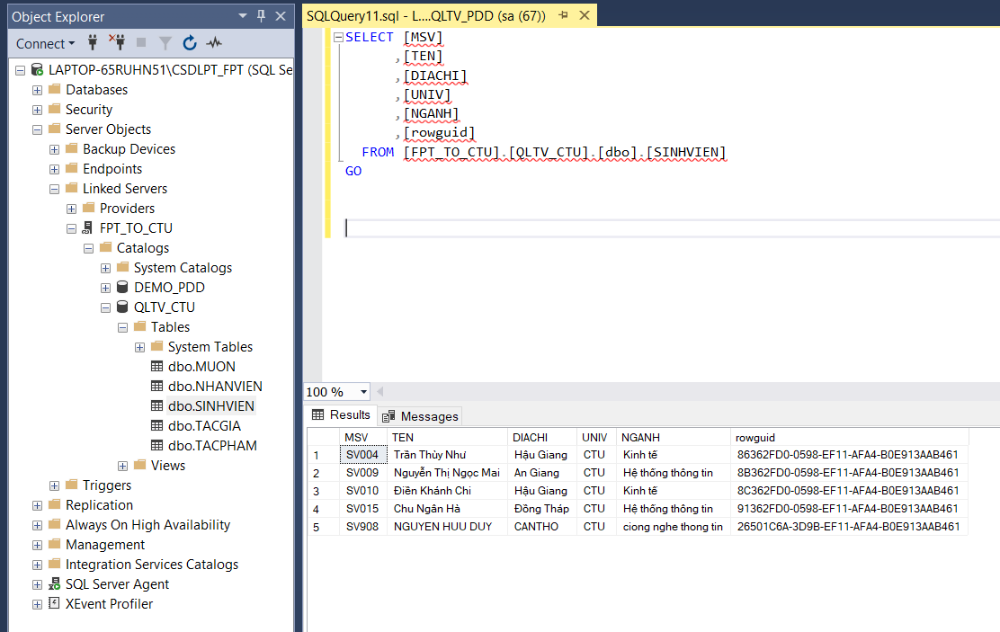 Object Explorer
Connect
LAPTOP-65RUHN51\CSDLPT_FPT (SQL Se
Databases
Security
Server Objects
Backup Devices
Endpoints
Linked Servers
Providers
FPT_TO_CTU
Catalogs
System Catalogs
DEMO_PDD
QLTV_CTU
Tables
System Tables
dbo.MUON
dbo.NHANVIEN
dbo.SINHVIEN
dbo.TACGIA
dbo.TACPHAM
Views
Triggers
Replication
Always On High Availability
Management
Integration Services Catalogs
SQL Server Agent
XEvent Profiler
SQLQuery11.sql - L....QLTV_PDD (sa (67))
SELECT [MSV]
,[TEN]
,[DIACHI]
,[UNIV]
,[NGANH]
,[rowguid]
FROM [FPT_TO_CTU].[QLTV_CTU].[dbo].[SINHVIEN]
GO
100 %
Results Messages
MSV TEN DIACHI UNIV NGANH rowguid
1 SV004 Trần Thùy Như Hậu Giang CTU Kinh tế 86362FD0-0598-EF11-AFA4-B0E913AAB461
2 SV009 Nguyễn Thị Ngọc Mai An Giang CTU Hệ thống thông tin 8B362FD0-0598-EF11-AFA4-B0E913AAB461
3 SV010 Điền Khánh Chi Hậu Giang CTU Kinh tế 8C362FD0-0598-EF11-AFA4-B0E913AAB461
4 SV015 Chu Ngân Hà Đồng Tháp CTU Hệ thống thông tin 91362FD0-0598-EF11-AFA4-B0E913AAB461
5 SV908 NGUYEN HUU DUY CANTHO CTU ciong nghe thong tin 26501C6A-3D9B-EF11-AFA4-B0E913AAB461